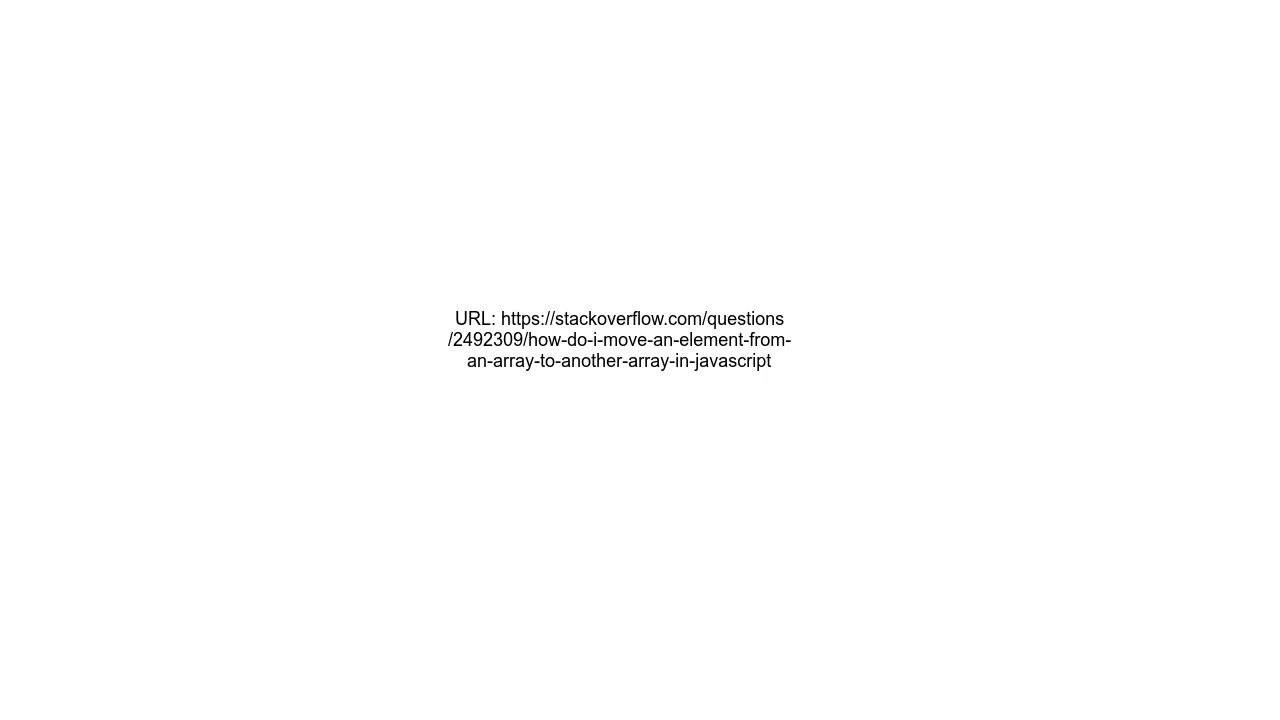 URL: https://stackoverflow.com/questions
/2492309/how-do-i-move-an-element-from-
an-array-to-another-array-in-javascript